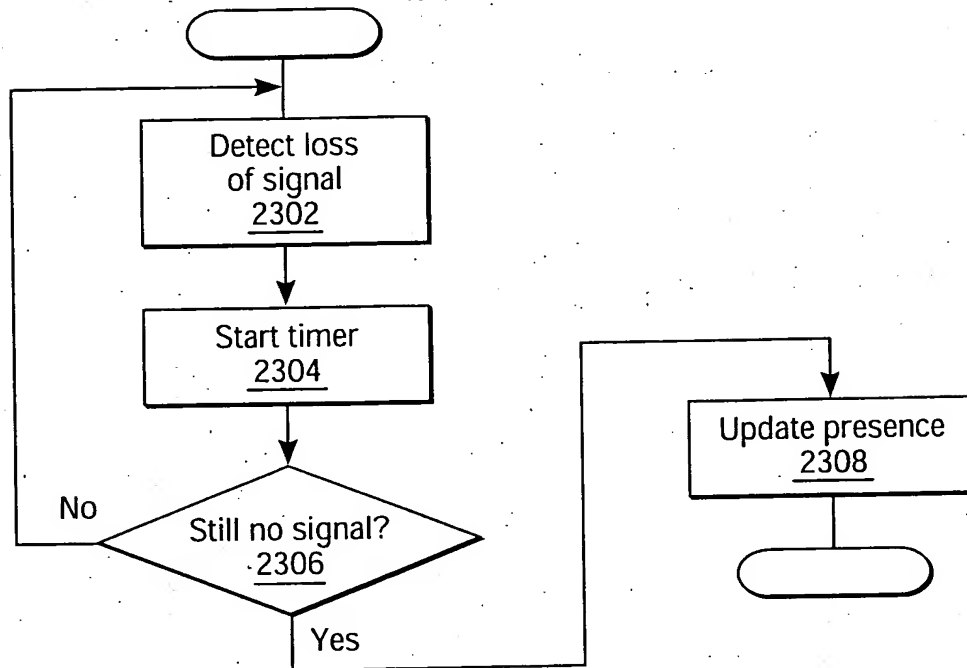 Detect loss
of signal
2302
Start timer
2304
No
Still no signal?
2306
Yes
Update presence
2308